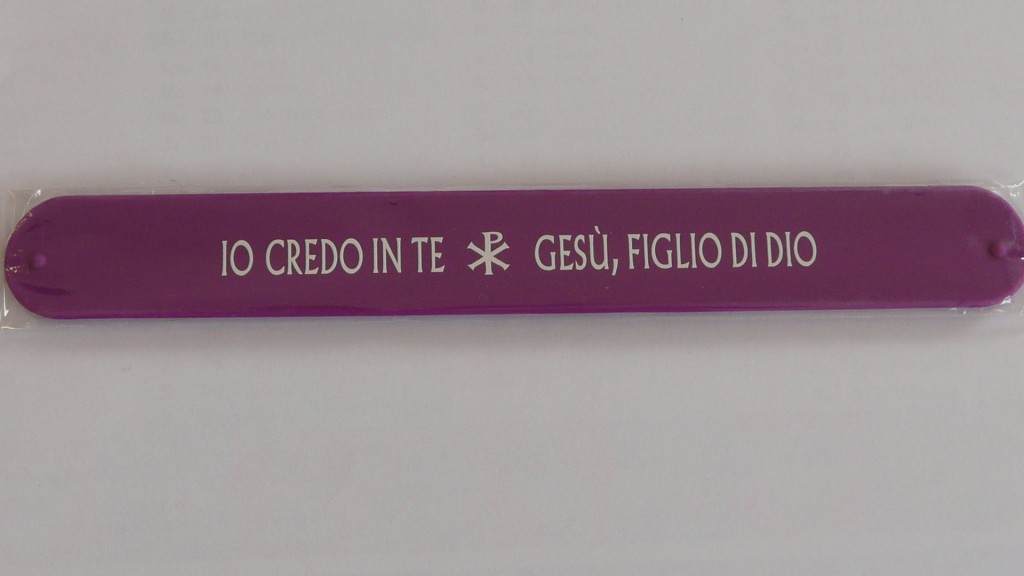 IO CREDO IN TE ☧ GESÙ, FIGLIO DI DIO